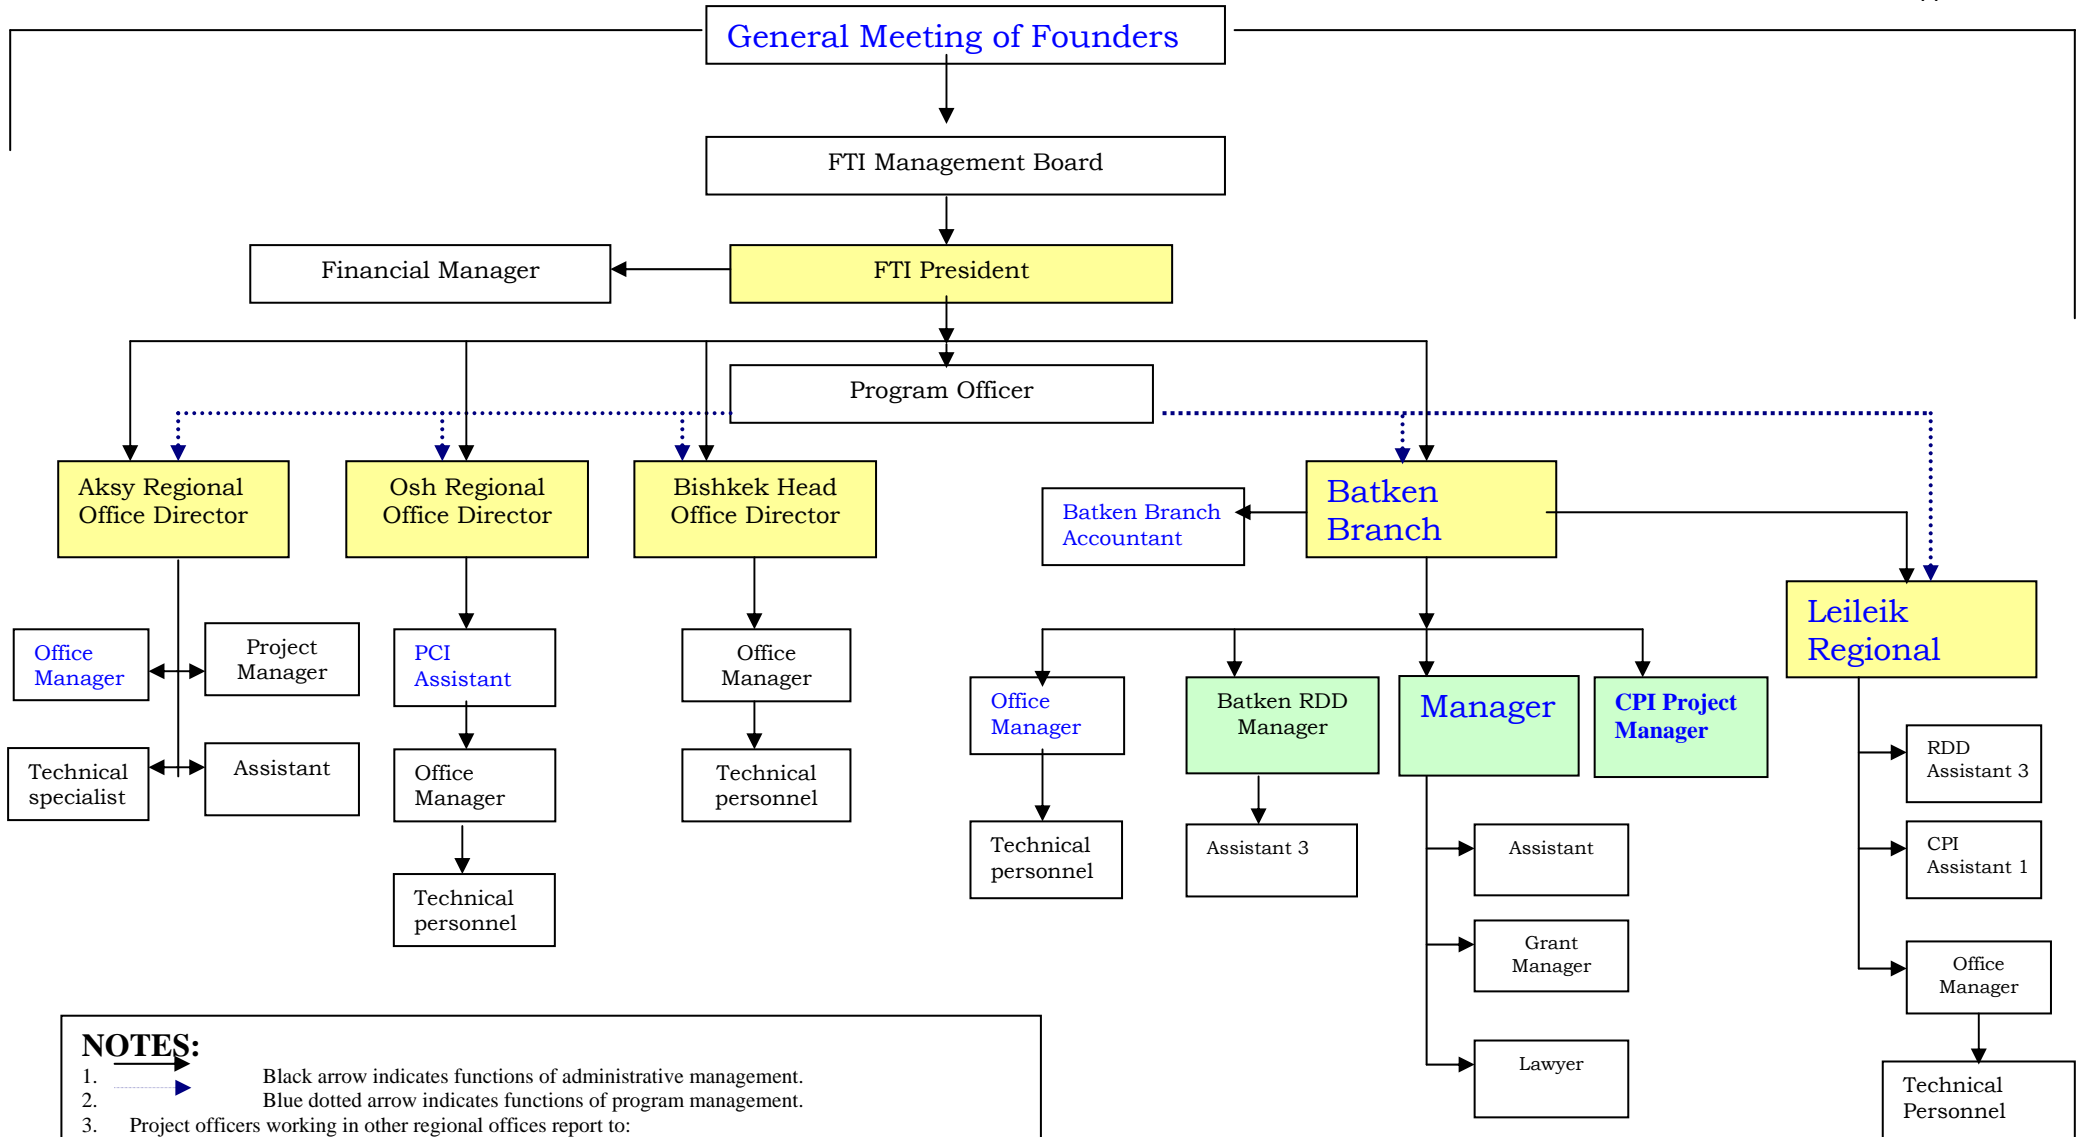 General Meeting of Founders
FTI Management Board
Financial Manager
FTI President
Program Officer
Aksy Regional
Office Director
Osh Regional
Office Director
Bishkek Head
Office Director
Batken Branch
Accountant
Batken
Branch
Leileik
Regional
Office
Manager
Project
Manager
PCI
Assistant
Office
Manager
Office
Manager
Batken RDD
Manager
Manager
CPI Project
Manager
RDD
Assistant 3
Technical
specialist
Assistant
Office
Manager
Technical
personnel
Technical
personnel
Assistant 3
Assistant
CPI
Assistant 1
Technical
personnel
Grant
Manager
Office
Manager
Lawyer
Technical
Personnel
NOTES:
1. Black arrow indicates functions of administrative management.
2. Blue dotted arrow indicates functions of program management.
3. Project officers working in other regional offices report to: